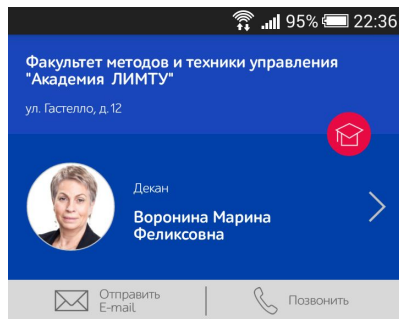 95% 22:36
Факультет методов и техники управления
"Академия ЛИМТУ"
ул. Гастелло, д.12
Декан
Воронина Марина
Феликсовна
Отправить
E-mail
Позвонить